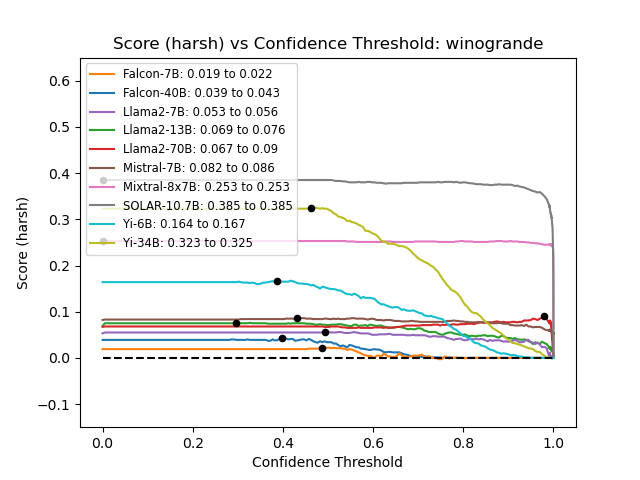 Score (harsh) vs Confidence Threshold: winogrande
Score (harsh)
0.6
0.5
0.4
0.3
0.2
0.1
0.0
−0.1
Falcon-7B: 0.019 to 0.022
Falcon-40B: 0.039 to 0.043
Llama2-7B: 0.053 to 0.056
Llama2-13B: 0.069 to 0.076
Llama2-70B: 0.067 to 0.09
Mistral-7B: 0.082 to 0.086
Mixtral-8x7B: 0.253 to 0.253
SOLAR-10.7B: 0.385 to 0.385
Yi-6B: 0.164 to 0.167
Yi-34B: 0.323 to 0.325
0.0 0.2 0.4 0.6 0.8 1.0
Confidence Threshold